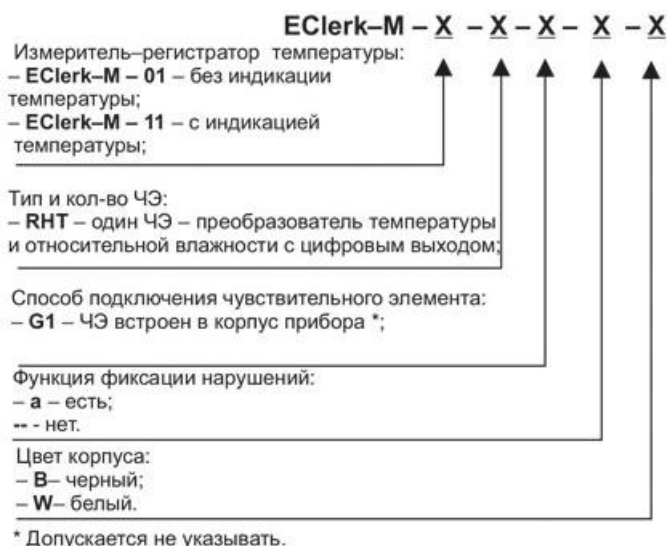 EClerk–M – X – X – X – X – X
Измеритель–регистратор температуры:
– EClerk–M – 01 – без индикации
температуры;
– EClerk–M – 11 – с индикацией
температуры;
Тип и кол-во ЧЭ:
– RHT – один ЧЭ – преобразователь температуры
и относительной влажности с цифровым выходом;
Способ подключения чувствительного элемента:
– G1 – ЧЭ встроен в корпус прибора *;
Функция фиксации нарушений:
– a – есть;
-- - нет.
Цвет корпуса:
– B– черный;
– W– белый.
* Допускается не указывать.